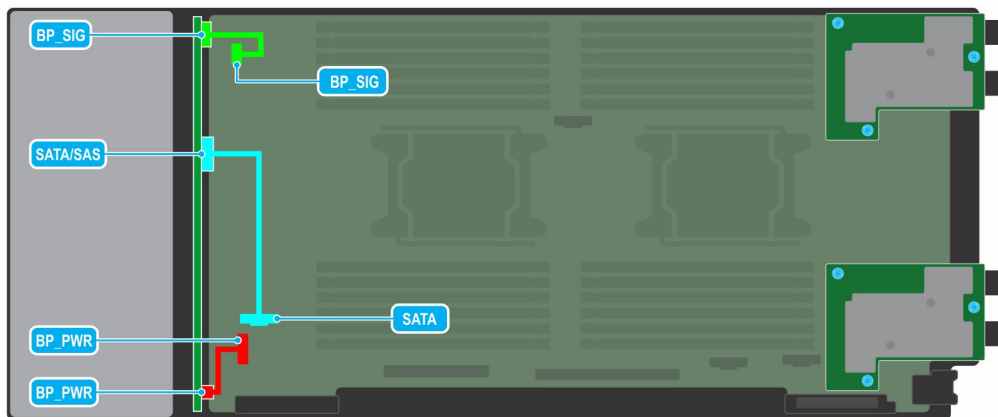 BP_SIG
BP_SIG
SATA/SAS
SATA
BP_PWR
BP_PWR